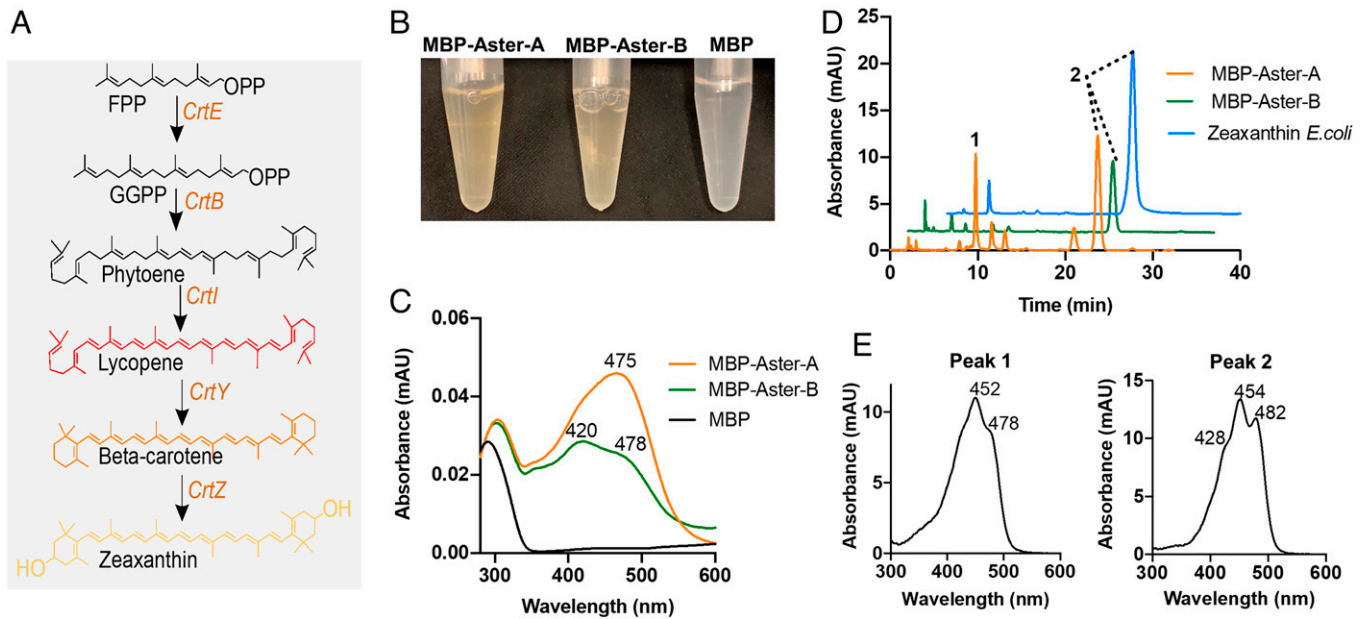 A
FPP
OPP
CrtE
GGPP
OPP
CrtB
Phytoene
CrtI
Lycopene
CrtY
Beta-carotene
CrtZ
OH
HO
Zeaxanthin
B
MBP-Aster-A MBP-Aster-B MBP
C
0.06
0.04
0.02
0.00
Absorbance (mAU)
475
420
478
MBP-Aster-A
MBP-Aster-B
MBP
300 400 500 600
Wavelength (nm)
D
25
20
15
10
5
0
Absorbance (mAU)
1
2
MBP-Aster-A
MBP-Aster-B
Zeaxanthin E.coli
0 10 20 30 40
Time (min)
E
Peak 1
10
5
0
Absorbance (mAU)
452
478
300 400 500 600
Wavelength (nm)
Peak 2
15
10
5
0
Absorbance (mAU)
454
428
482
300 400 500 600
Wavelength (nm)